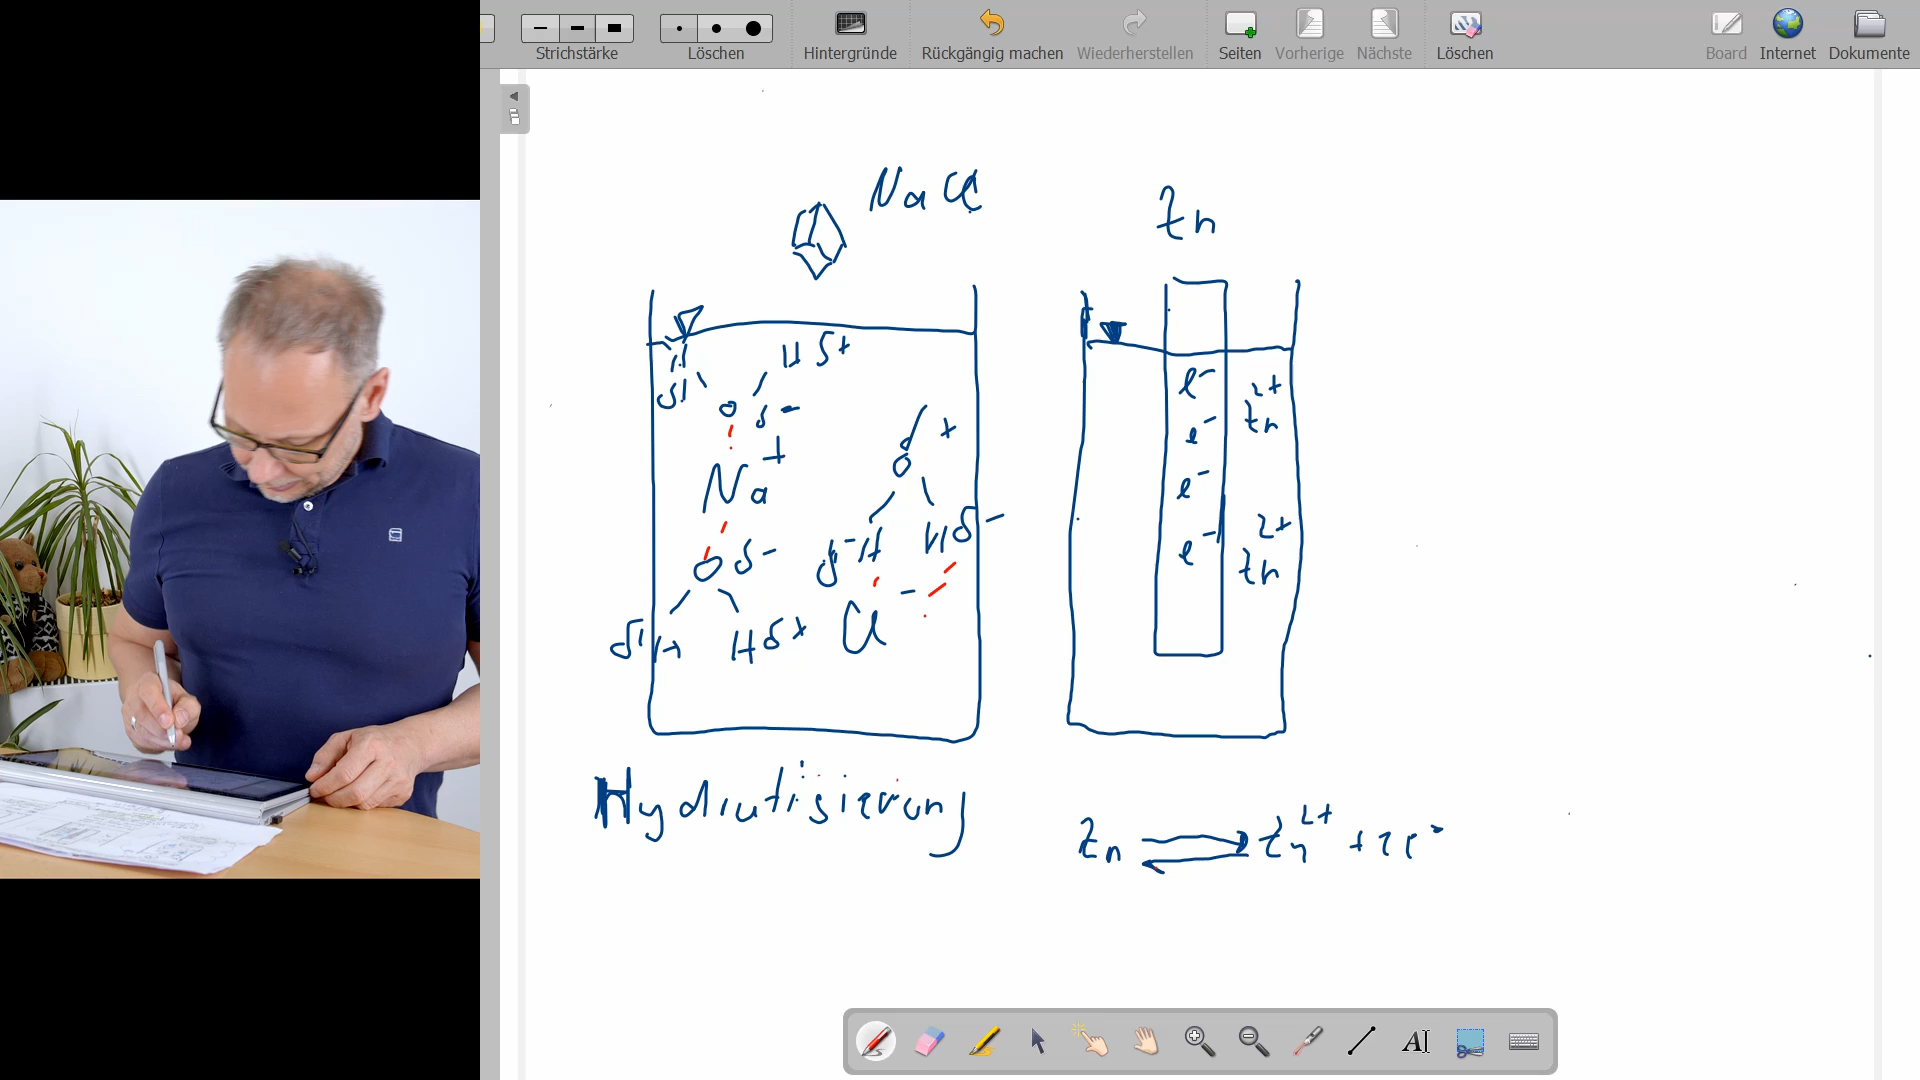 Strichstärke
Löschen
Hintergründe
Rückgängig machen
Wiederherstellen
Seiten
Vorherige
Nächste
Löschen
Board
Internet
Dokumente
NaCl
Zn
H δ+
H
δ+
O δ-
Na+
O δ-
δ+ H
H δ+
δ+
O
δ- H
H δ-
Cl-
e-
e-
e-
e-
Zn2+
Zn2+
Hydratisierung
Zn ⇌ Zn2+ + 2e-